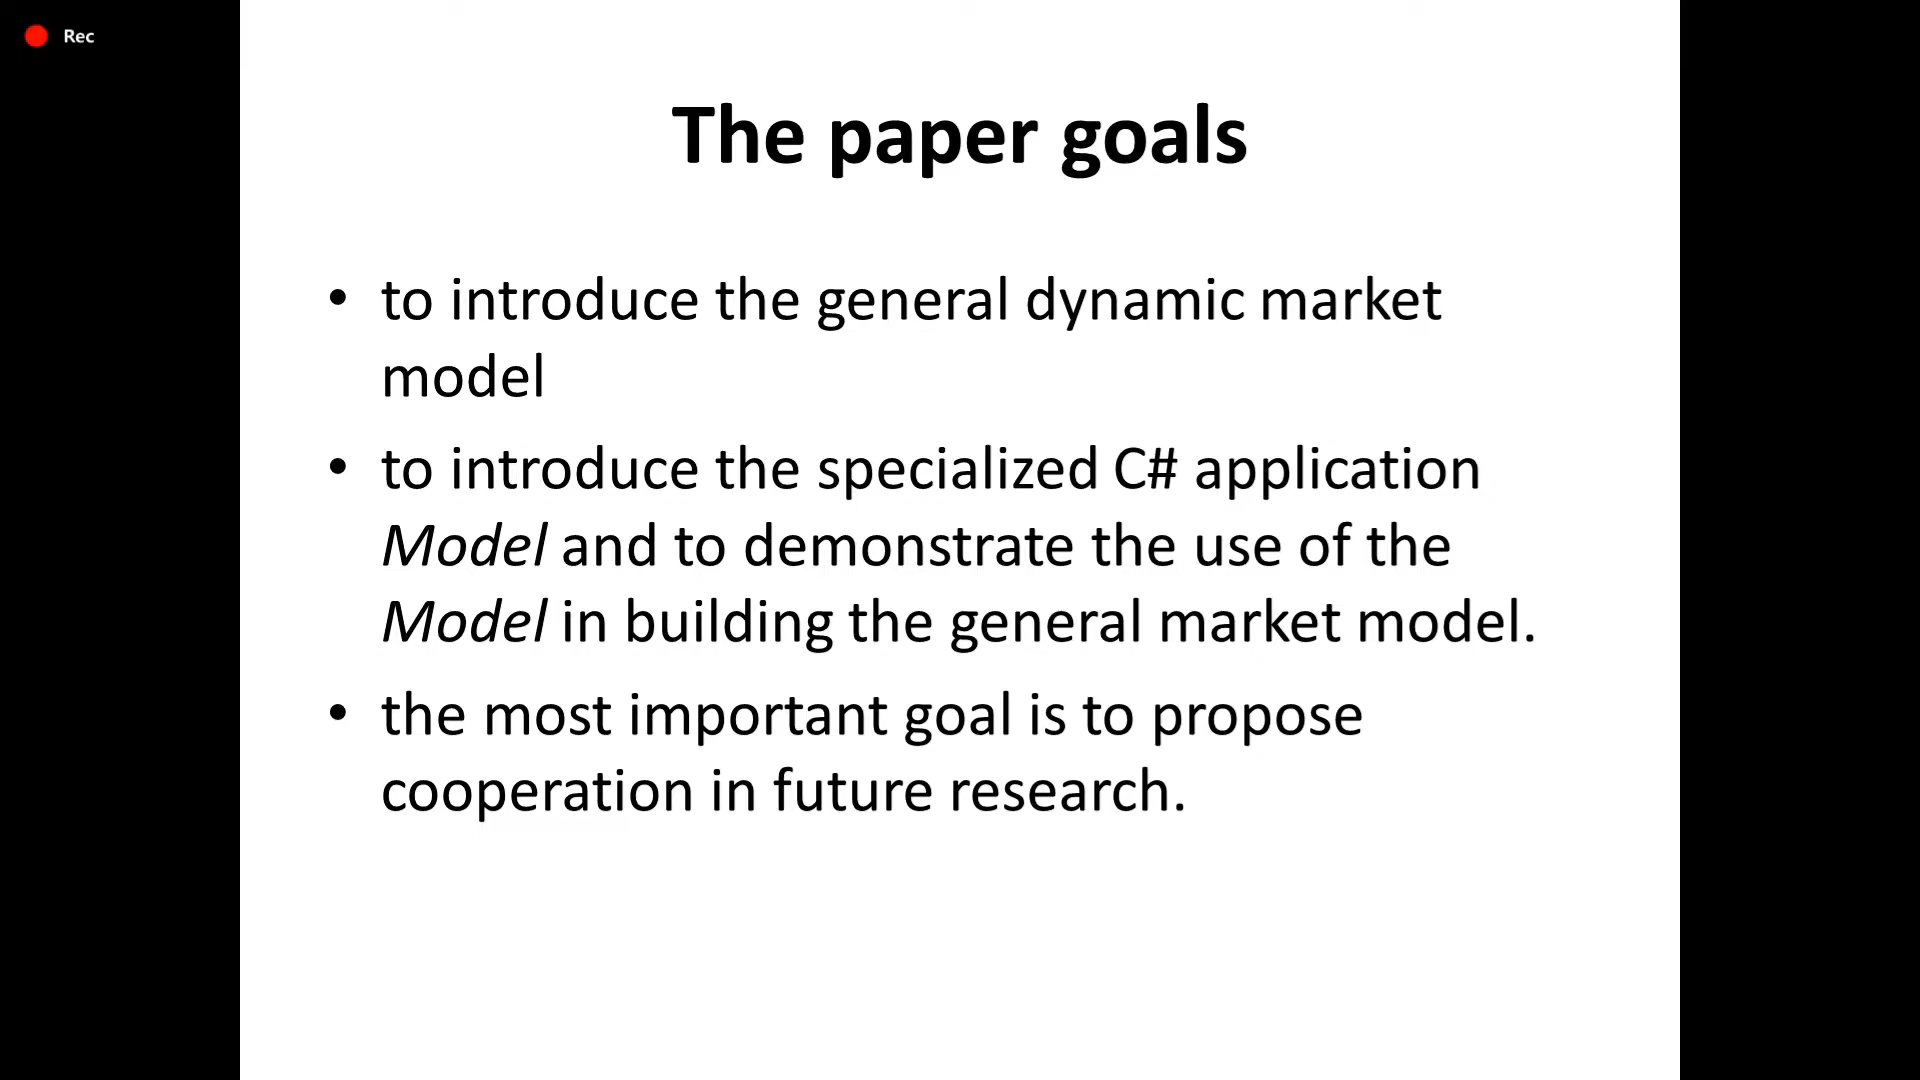 Rec
The paper goals
• to introduce the general dynamic market
model
• to introduce the specialized C# application
Model and to demonstrate the use of the
Model in building the general market model.
• the most important goal is to propose
cooperation in future research.